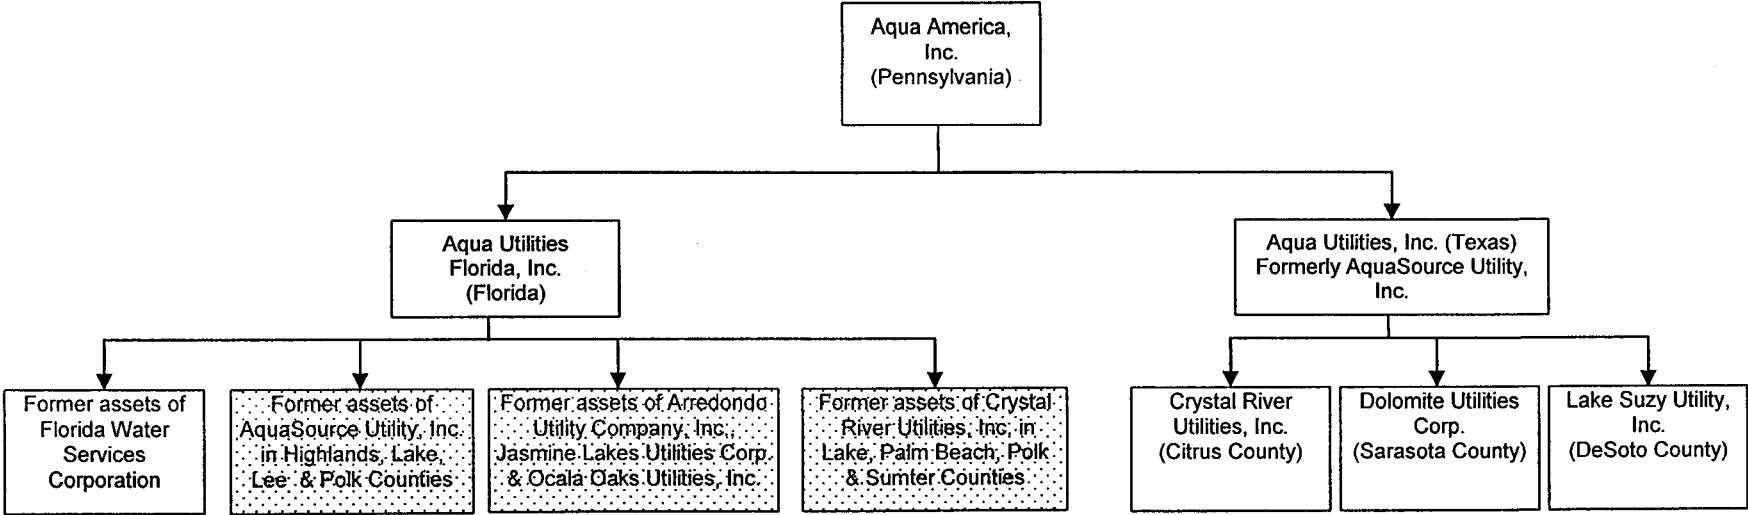 Aqua America,
Inc.
(Pennsylvania)
Aqua Utilities
Florida, Inc.
(Florida)
Aqua Utilities, Inc. (Texas)
Formerly AquaSource Utility,
Inc.
Former assets of
Florida Water
Services
Corporation
Former assets of
AquaSource Utility, Inc.
in Highlands, Lake,
Lee & Polk Counties
Former assets of Arredondo
Utility Company, Inc.,
Jasmine Lakes Utilities Corp.
& Ocala Oaks Utilities, Inc.
Former assets of Crystal
River Utilities, Inc. in
Lake, Palm Beach, Polk
& Sumter Counties
Crystal River
Utilities, Inc.
(Citrus County)
Dolomite Utilities
Corp.
(Sarasota County)
Lake Suzy Utility,
Inc.
(DeSoto County)